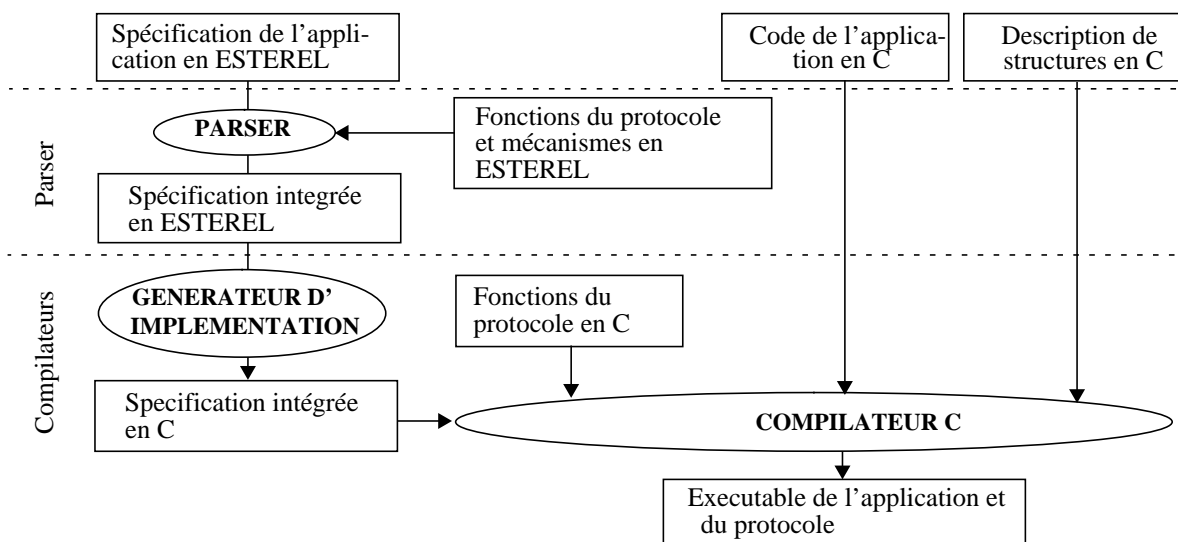 Spécification de l’appli-
cation en ESTEREL
Code de l’applica-
tion en C
Description de
structures en C
Parser
PARSER
Fonctions du protocole
et mécanismes en
ESTEREL
Spécification integrée
en ESTEREL
Compilateurs
GENERATEUR D’
IMPLEMENTATION
Fonctions du
protocole en C
Specification intégrée
en C
COMPILATEUR C
Executable de l’application et
du protocole